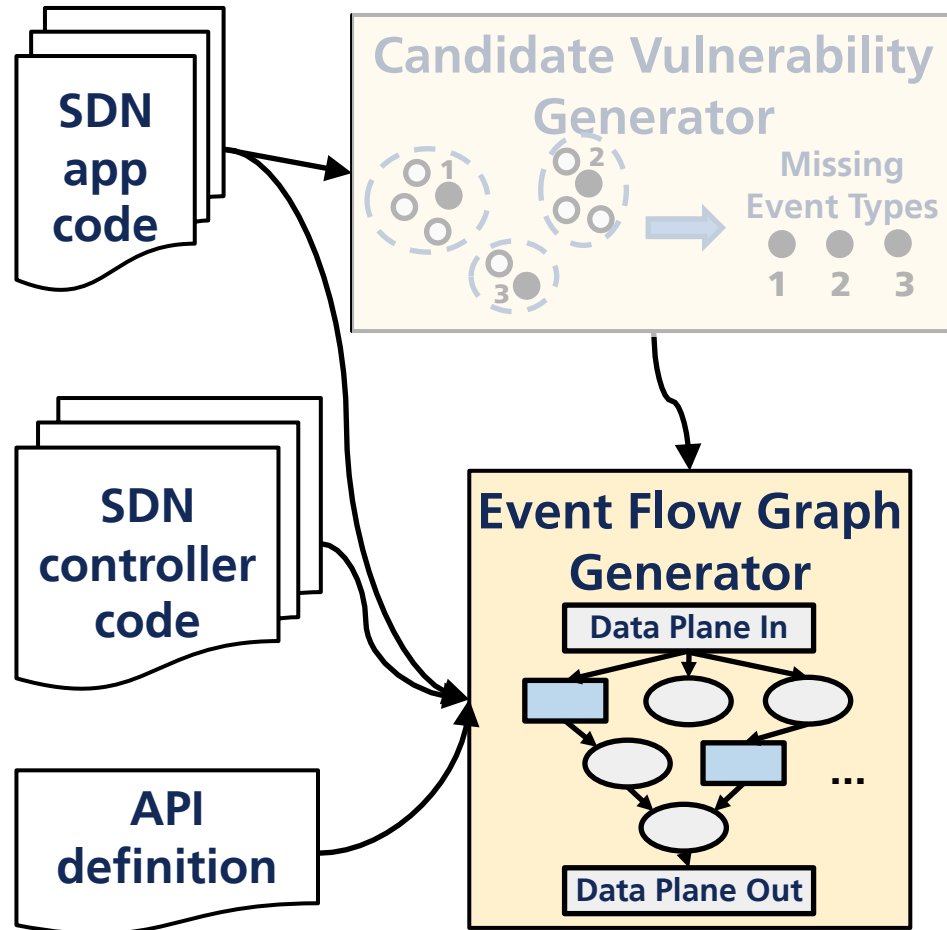 SDN
app
code
Candidate Vulnerability
Generator
1
2
3
Missing
Event Types
1 2 3
SDN
controller
code
API
definition
Event Flow Graph
Generator
Data Plane In
...
Data Plane Out